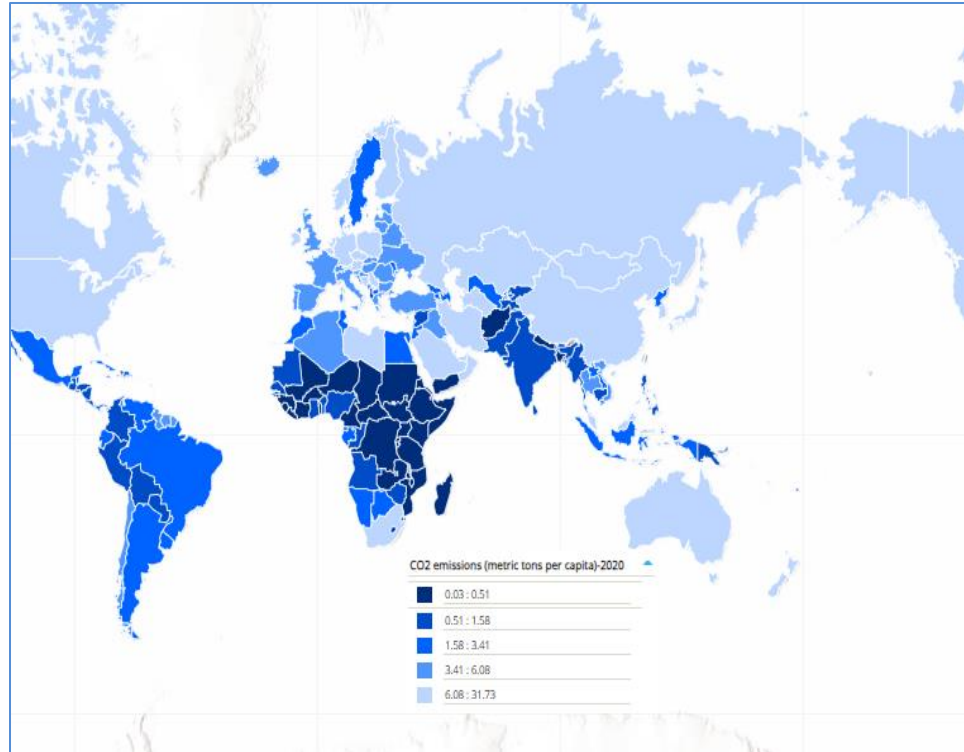 CO2 emissions (metric tons per capita)-2020
0.03 : 0.51
0.51 : 1.58
1.58 : 3.41
3.41 : 6.08
6.08 : 31.73